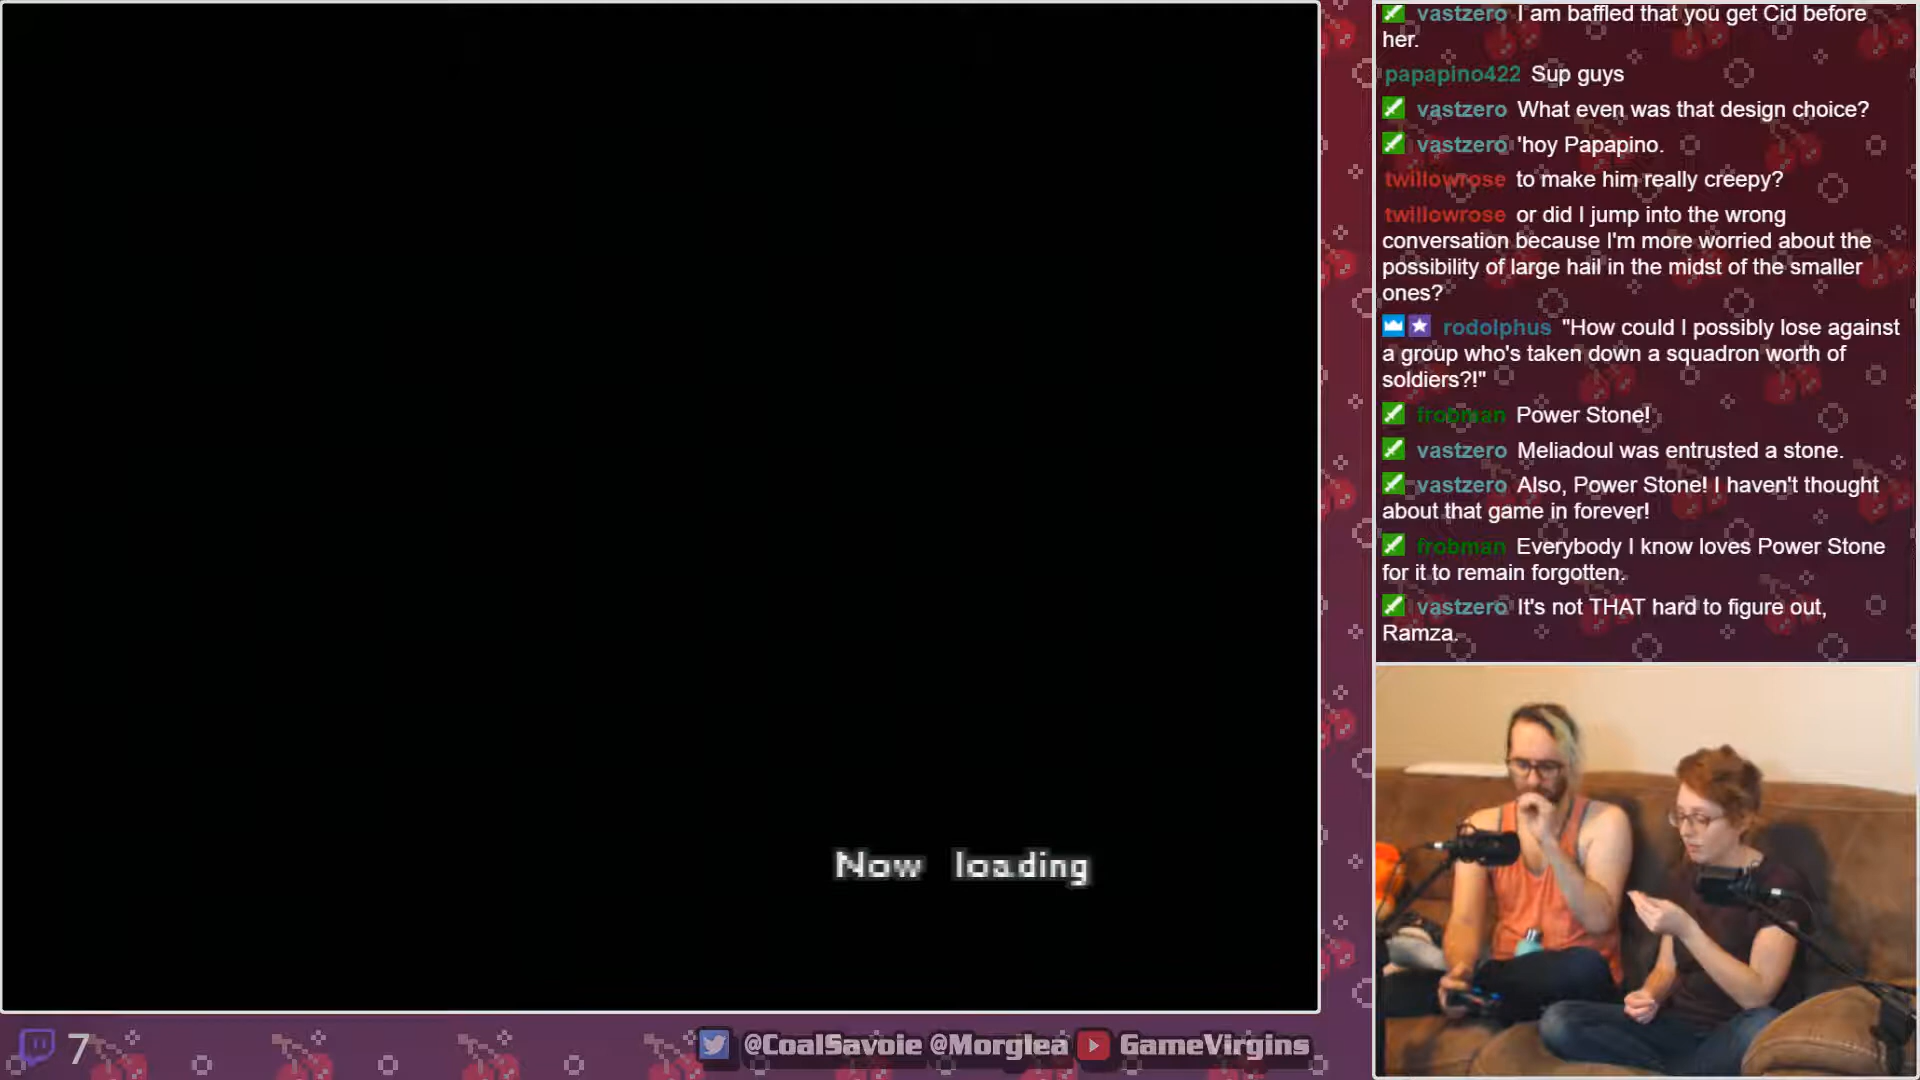 vastzero I am baffled that you get Cid before
her.
papapino422 Sup guys
vastzero What even was that design choice?
vastzero 'hoy Papapino.
twillowrose to make him really creepy?
twillowrose or did I jump into the wrong
conversation because I'm more worried about the
possibility of large hail in the midst of the smaller
ones?
rodolphus "How could I possibly lose against
a group who's taken down a squadron worth of
soldiers?!"
frobman Power Stone!
vastzero Meliadoul was entrusted a stone.
vastzero Also, Power Stone! I haven't thought
about that game in forever!
frobman Everybody I know loves Power Stone
for it to remain forgotten.
vastzero It's not THAT hard to figure out,
Ramza.
Now loading
7
@CoalSavoie @Morglea GameVirgins